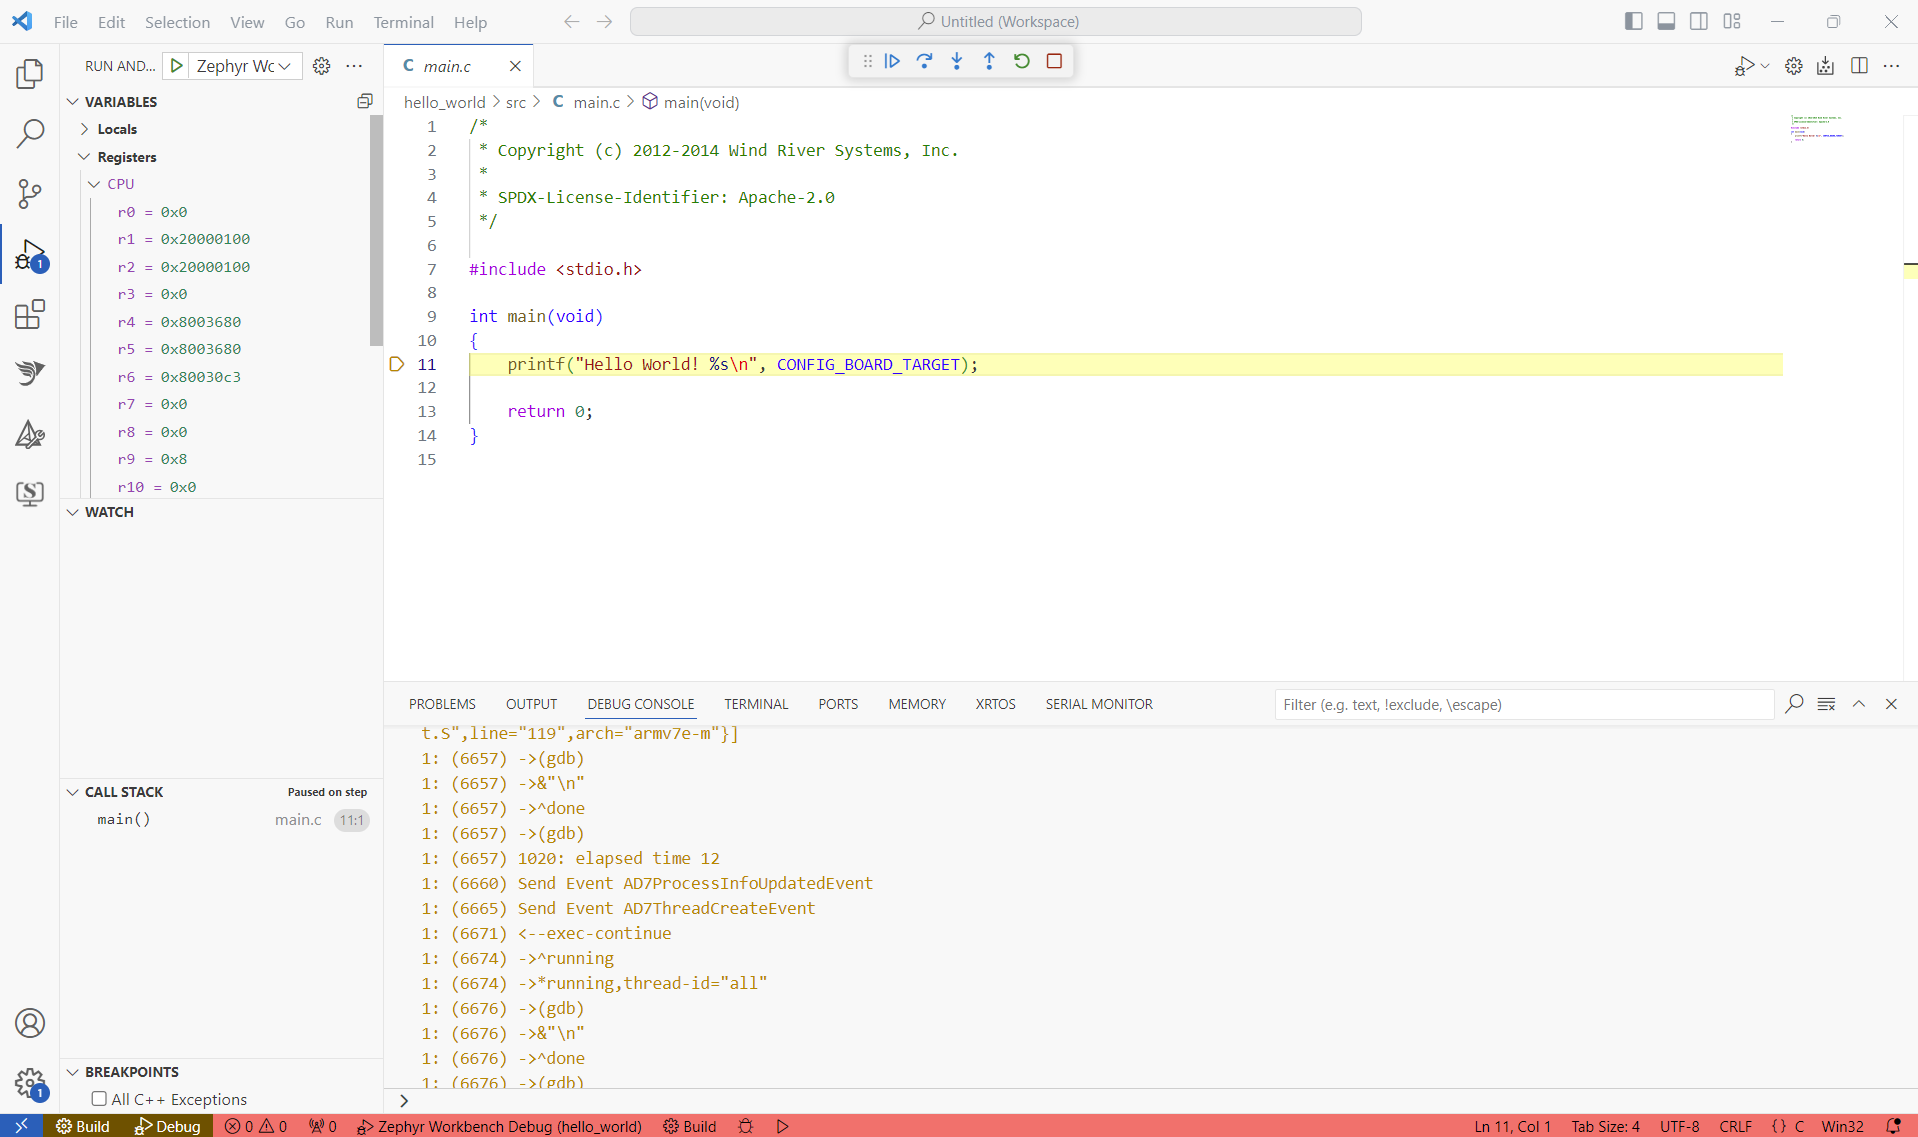 File Edit Selection View Go Run Terminal Help
Untitled (Workspace)
RUN AND... Zephyr Wc
main.c
VARIABLES
Locals
Registers
CPU
r0 = 0x0
r1 = 0x20000100
r2 = 0x20000100
r3 = 0x0
r4 = 0x8003680
r5 = 0x8003680
r6 = 0x80030c3
r7 = 0x0
r8 = 0x0
r9 = 0x8
r10 = 0x0
WATCH
CALL STACK Paused on step
main() main.c 11:1
BREAKPOINTS
All C++ Exceptions
1
1
hello_world > src > C main.c > main(void)
1 /*
2  * Copyright (c) 2012-2014 Wind River Systems, Inc.
3  *
4  * SPDX-License-Identifier: Apache-2.0
5  */
6
7 #include <stdio.h>
8
9 int main(void)
10 {
11     printf("Hello World! %s\n", CONFIG_BOARD_TARGET);
12
13     return 0;
14 }
15
PROBLEMS OUTPUT DEBUG CONSOLE TERMINAL PORTS MEMORY XRTOS SERIAL MONITOR
Filter (e.g. text, !exclude, \escape)
t.S",line="119",arch="armv7e-m"}]
1: (6657) ->(gdb)
1: (6657) ->&"\n"
1: (6657) ->^done
1: (6657) ->(gdb)
1: (6657) 1020: elapsed time 12
1: (6660) Send Event AD7ProcessInfoUpdatedEvent
1: (6665) Send Event AD7ThreadCreateEvent
1: (6671) <--exec-continue
1: (6674) ->^running
1: (6674) ->*running,thread-id="all"
1: (6676) ->(gdb)
1: (6676) ->&"\n"
1: (6676) ->^done
1: (6676) ->(gdb)
>
Build Debug 0 0 0 Zephyr Workbench Debug (hello_world) Build Ln 11, Col 1 Tab Size: 4 UTF-8 CRLF {} C Win32